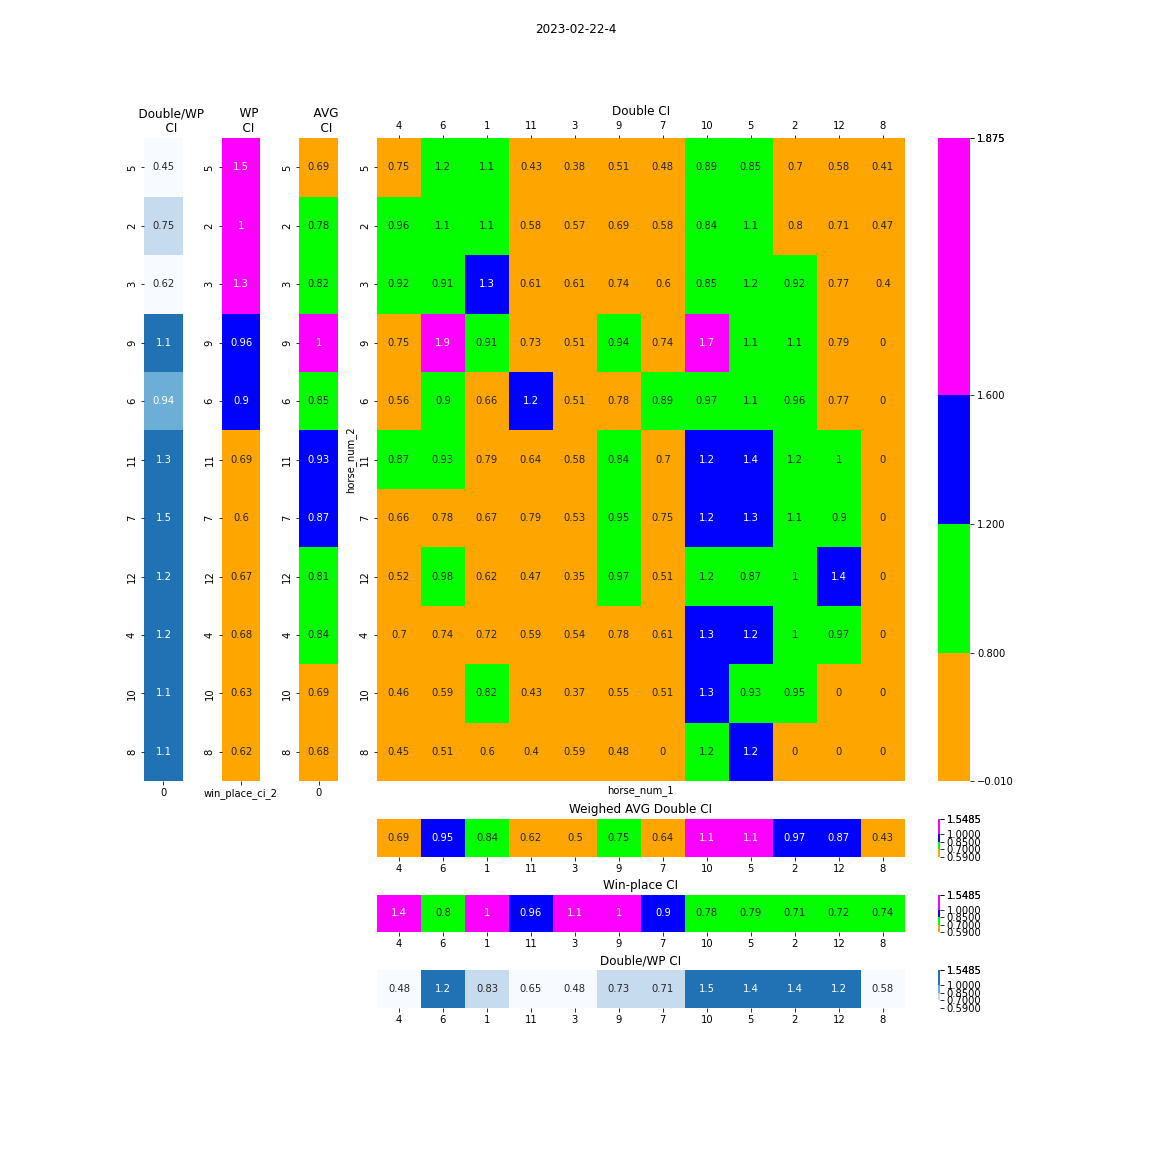 2023-02-22-4
Double/WP CI
WP CI
AVG CI
Double CI
4 6 1 11 3 9 7 10 5 2 12 8
5 0.45 5 1.5 5 0.69 0.75 1.2 1.1 0.43 0.38 0.51 0.48 0.89 0.85 0.7 0.58 0.41
2 0.75 2 1 2 0.78 0.96 1.1 1.1 0.58 0.57 0.69 0.58 0.84 1.1 0.8 0.71 0.47
3 0.62 3 1.3 3 0.82 0.92 0.91 1.3 0.61 0.61 0.74 0.6 0.85 1.2 0.92 0.77 0.4
9 1.1 9 0.96 9 1 0.75 1.9 0.91 0.73 0.51 0.94 0.74 1.7 1.1 1.1 0.79 0
6 0.94 6 0.9 6 0.85 0.56 0.9 0.66 1.2 0.51 0.78 0.89 0.97 1.1 0.96 0.77 0
11 1.3 11 0.69 11 0.93 0.87 0.93 0.79 0.64 0.58 0.84 0.7 1.2 1.4 1.2 1 0
7 1.5 7 0.6 7 0.87 0.66 0.78 0.67 0.79 0.53 0.95 0.75 1.2 1.3 1.1 0.9 0
12 1.2 12 0.67 12 0.81 0.52 0.98 0.62 0.47 0.35 0.97 0.51 1.2 0.87 1 1.4 0
4 1.2 4 0.68 4 0.84 0.7 0.74 0.72 0.59 0.54 0.78 0.61 1.3 1.2 1 0.97 0
10 1.1 10 0.63 10 0.69 0.46 0.59 0.82 0.43 0.37 0.55 0.51 1.3 0.93 0.95 0 0
8 1.1 8 0.62 8 0.68 0.45 0.51 0.6 0.4 0.59 0.48 0 1.2 1.2 0 0 0
0 win_place_ci_2 0
horse_num_2
11
horse_num_1
1.875
1.600
1.200
0.800
−0.010
Weighed AVG Double CI
0.69 0.95 0.84 0.62 0.5 0.75 0.64 1.1 1.1 0.97 0.87 0.43
4 6 1 11 3 9 7 10 5 2 12 8
1.5485
1.0000
0.8500
0.7000
0.5900
Win-place CI
1.4 0.8 1 0.96 1.1 1 0.9 0.78 0.79 0.71 0.72 0.74
4 6 1 11 3 9 7 10 5 2 12 8
1.5485
1.0000
0.8500
0.7000
0.5900
Double/WP CI
0.48 1.2 0.83 0.65 0.48 0.73 0.71 1.5 1.4 1.4 1.2 0.58
4 6 1 11 3 9 7 10 5 2 12 8
1.5485
1.0000
0.8500
0.7000
0.5900